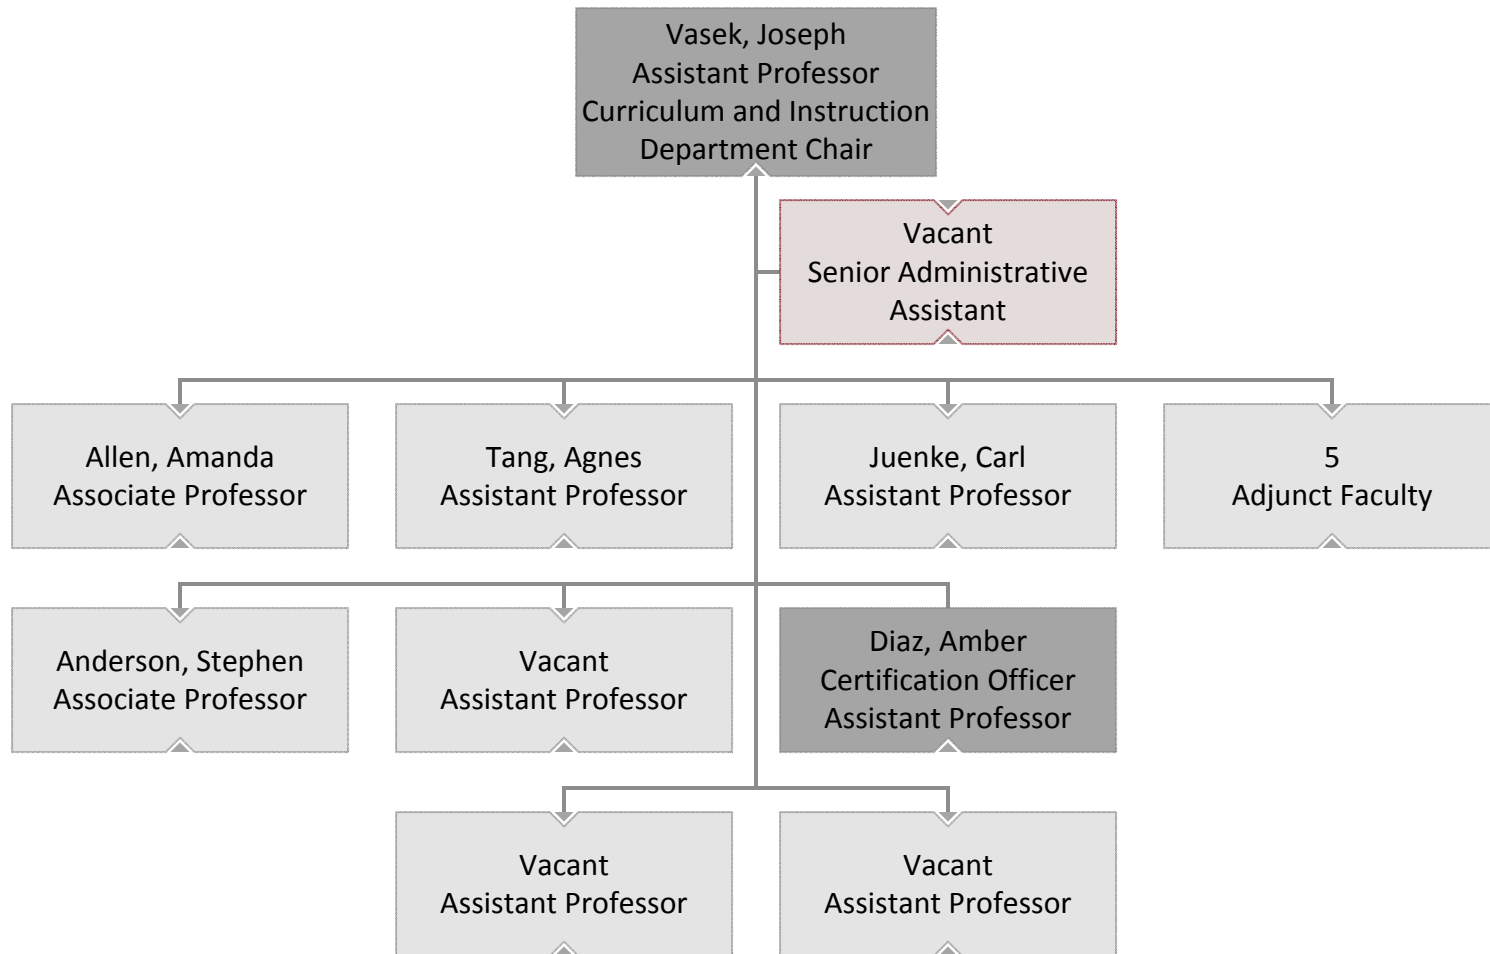 Vasek, Joseph
Assistant Professor
Curriculum and Instruction
Department Chair
Vacant
Senior Administrative
Assistant
Allen, Amanda
Associate Professor
Tang, Agnes
Assistant Professor
Juenke, Carl
Assistant Professor
5
Adjunct Faculty
Anderson, Stephen
Associate Professor
Vacant
Assistant Professor
Diaz, Amber
Certification Officer
Assistant Professor
Vacant
Assistant Professor
Vacant
Assistant Professor